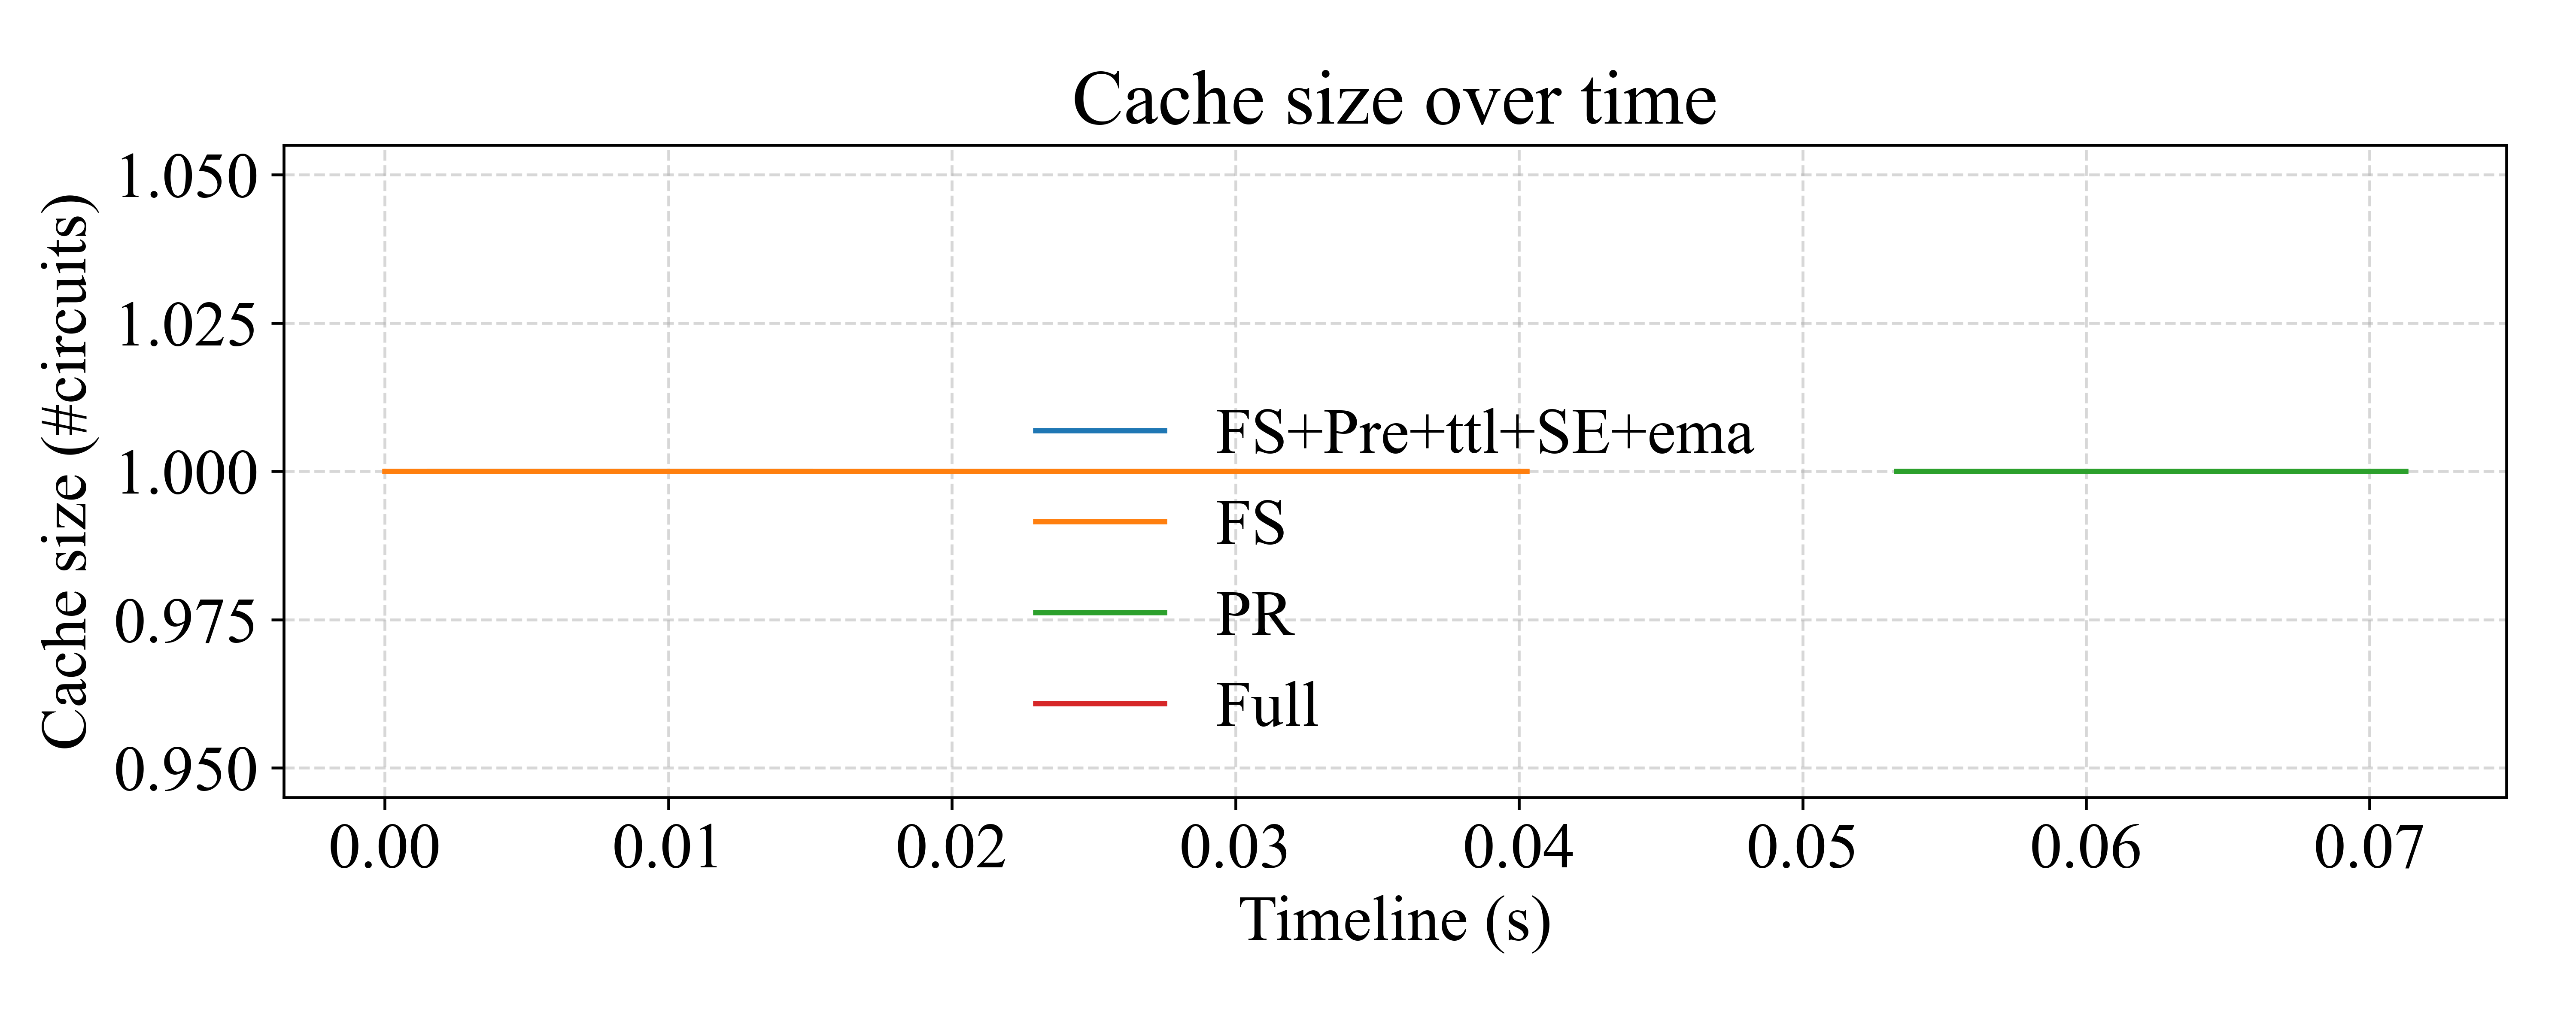 Cache size over time
Cache size (#circuits)
1.050
1.025
1.000
0.975
0.950
FS+Pre+ttl+SE+ema
FS
PR
Full
0.00 0.01 0.02 0.03 0.04 0.05 0.06 0.07
Timeline (s)